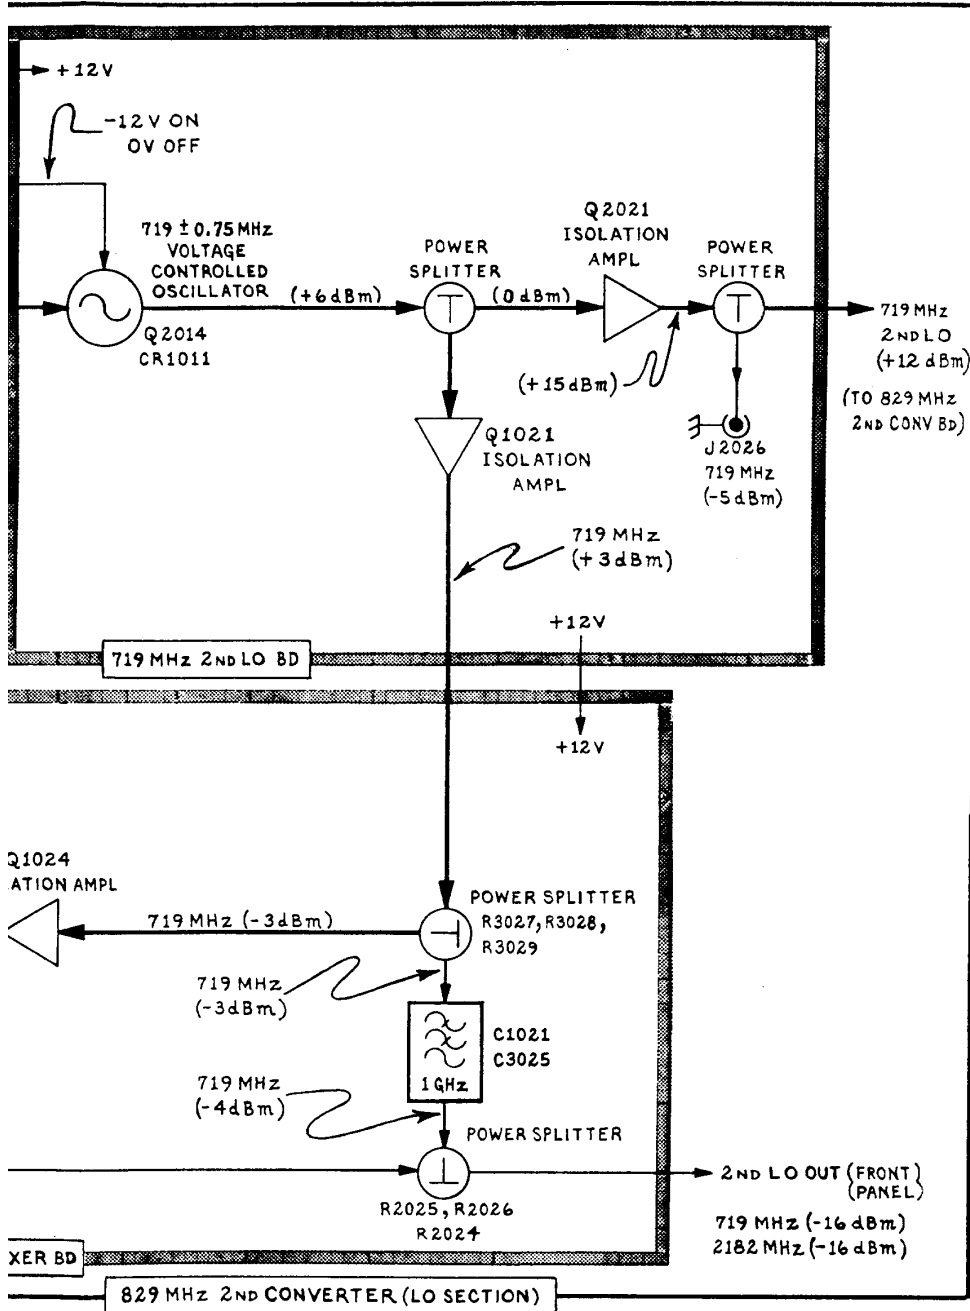 +12V
-12V ON
0V OFF
719 ± 0.75 MHz
VOLTAGE
CONTROLLED
OSCILLATOR
(+6dBm)
Q2014
CR1011
POWER
SPLITTER
(0dBm)
Q2021
ISOLATION
AMPL
(+15dBm)
POWER
SPLITTER
719 MHz
2ND LO
(+12 dBm)
(TO 829 MHz
2ND CONV BD)
J2026
719 MHz
(-5dBm)
Q1021
ISOLATION
AMPL
719 MHz
(+3dBm)
719 MHz 2ND LO BD
+12V
+12V
Q1024
ATION AMPL
719 MHz (-3dBm)
POWER SPLITTER
R3027, R3028,
R3029
719 MHz
(-3dBm)
C1021
C3025
1 GHz
719 MHz
(-4dBm)
POWER SPLITTER
R2025, R2026
R2024
2ND LO OUT (FRONT
(PANEL)
719 MHz (-16 dBm)
2182 MHz (-16 dBm)
XER BD
829 MHz 2ND CONVERTER (LO SECTION)